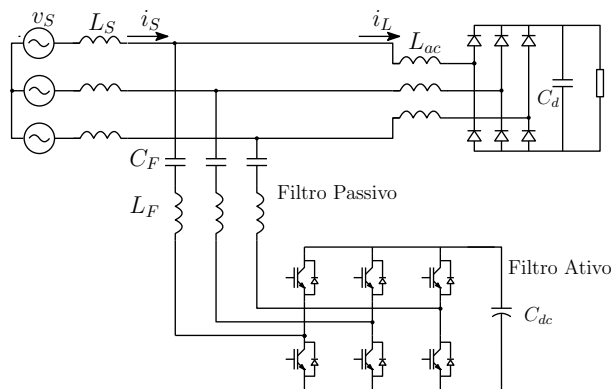 v_S
L_S
i_S
i_L
L_ac
C_d
C_F
L_F
Filtro Passivo
Filtro Ativo
C_dc